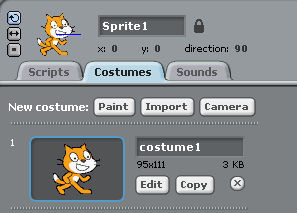 Sprite1
x: 0 y: 0 direction: 90
Scripts Costumes Sounds
New costume: Paint Import Camera
1
costume1
95x111 3 KB
Edit Copy